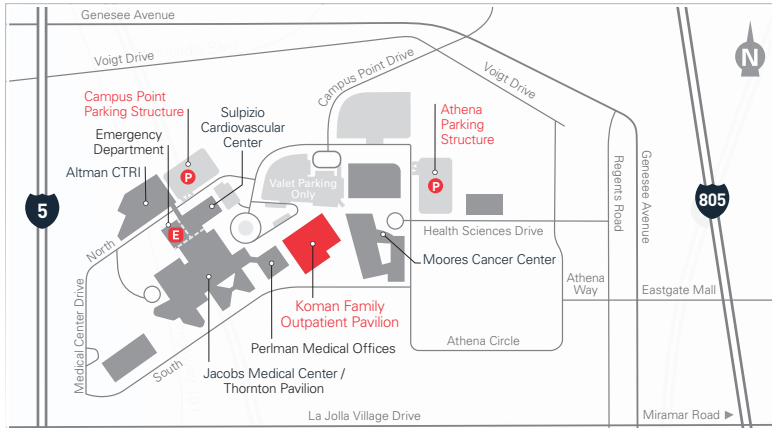 Genesee Avenue
Voigt Drive
Campus Point Drive
Voigt Drive
N
Campus Point
Parking Structure
Sulpizio
Cardiovascular
Center
Athena
Parking
Structure
Emergency
Department
Altman CTRI
P
Valet Parking
Only
P
5
805
E
North
Health Sciences Drive
Regents Road
Genesee Avenue
Moores Cancer Center
Medical Center Drive
Athena
Way
Eastgate Mall
Koman Family
Outpatient Pavilion
Perlman Medical Offices
Athena Circle
South
Jacobs Medical Center /
Thornton Pavilion
La Jolla Village Drive
Miramar Road ►